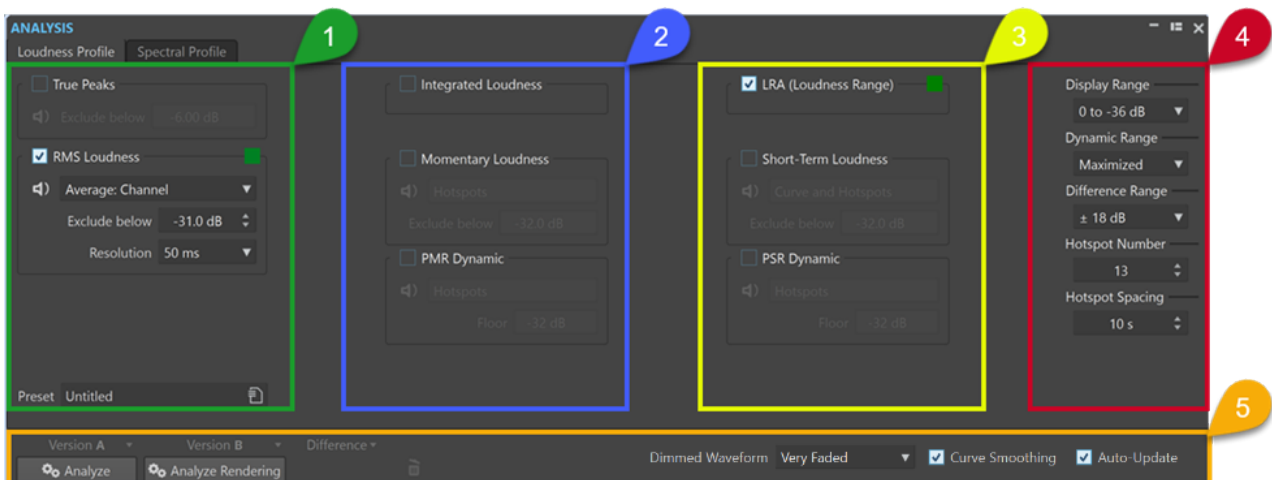 ANALYSIS
Loudness Profile
Spectral Profile
1
2
3
4
True Peaks
Exclude below -6.00 dB
RMS Loudness
Average: Channel
Exclude below -31.0 dB
Resolution 50 ms
Preset Untitled
Integrated Loudness
Momentary Loudness
Hotspots
Exclude below -32.0 dB
PMR Dynamic
Hotspots
Floor -32 dB
LRA (Loudness Range)
Short-Term Loudness
Curve and Hotspots
Exclude below -32.0 dB
PSR Dynamic
Hotspots
Floor -32 dB
Display Range
0 to -36 dB
Dynamic Range
Maximized
Difference Range
± 18 dB
Hotspot Number
13
Hotspot Spacing
10 s
5
Version A
Version B
Difference
Analyze
Analyze Rendering
Dimmed Waveform Very Faded
Curve Smoothing
Auto-Update